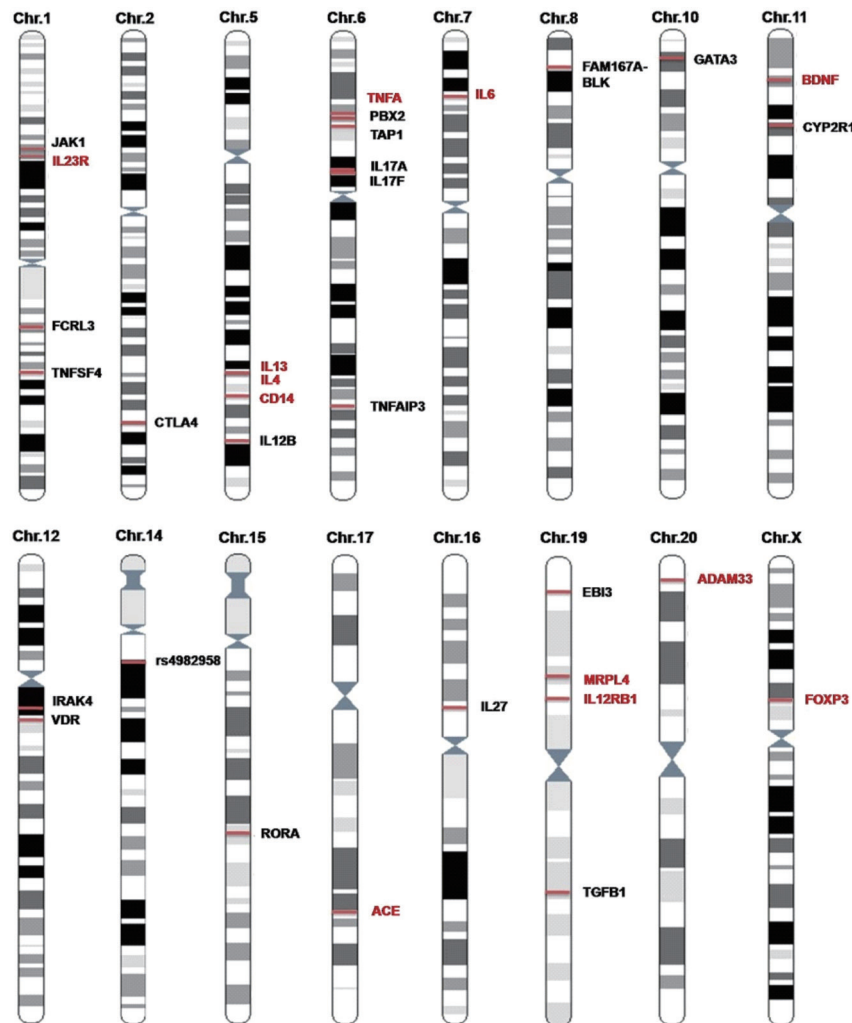 Chr.1 Chr.2 Chr.5 Chr.6 Chr.7 Chr.8 Chr.10 Chr.11
JAK1
IL23R
FCRL3
TNFSF4
CTLA4
IL13
IL4
CD14
IL12B
TNFA
PBX2
TAP1
IL17A
IL17F
TNFAIP3
IL6
FAM167A-
BLK
GATA3
BDNF
CYP2R1
Chr.12 Chr.14 Chr.15 Chr.17 Chr.16 Chr.19 Chr.20 Chr.X
IRAK4
VDR
rs4982958
RORA
ACE
IL27
EBI3
MRPL4
IL12RB1
TGFB1
ADAM33
FOXP3